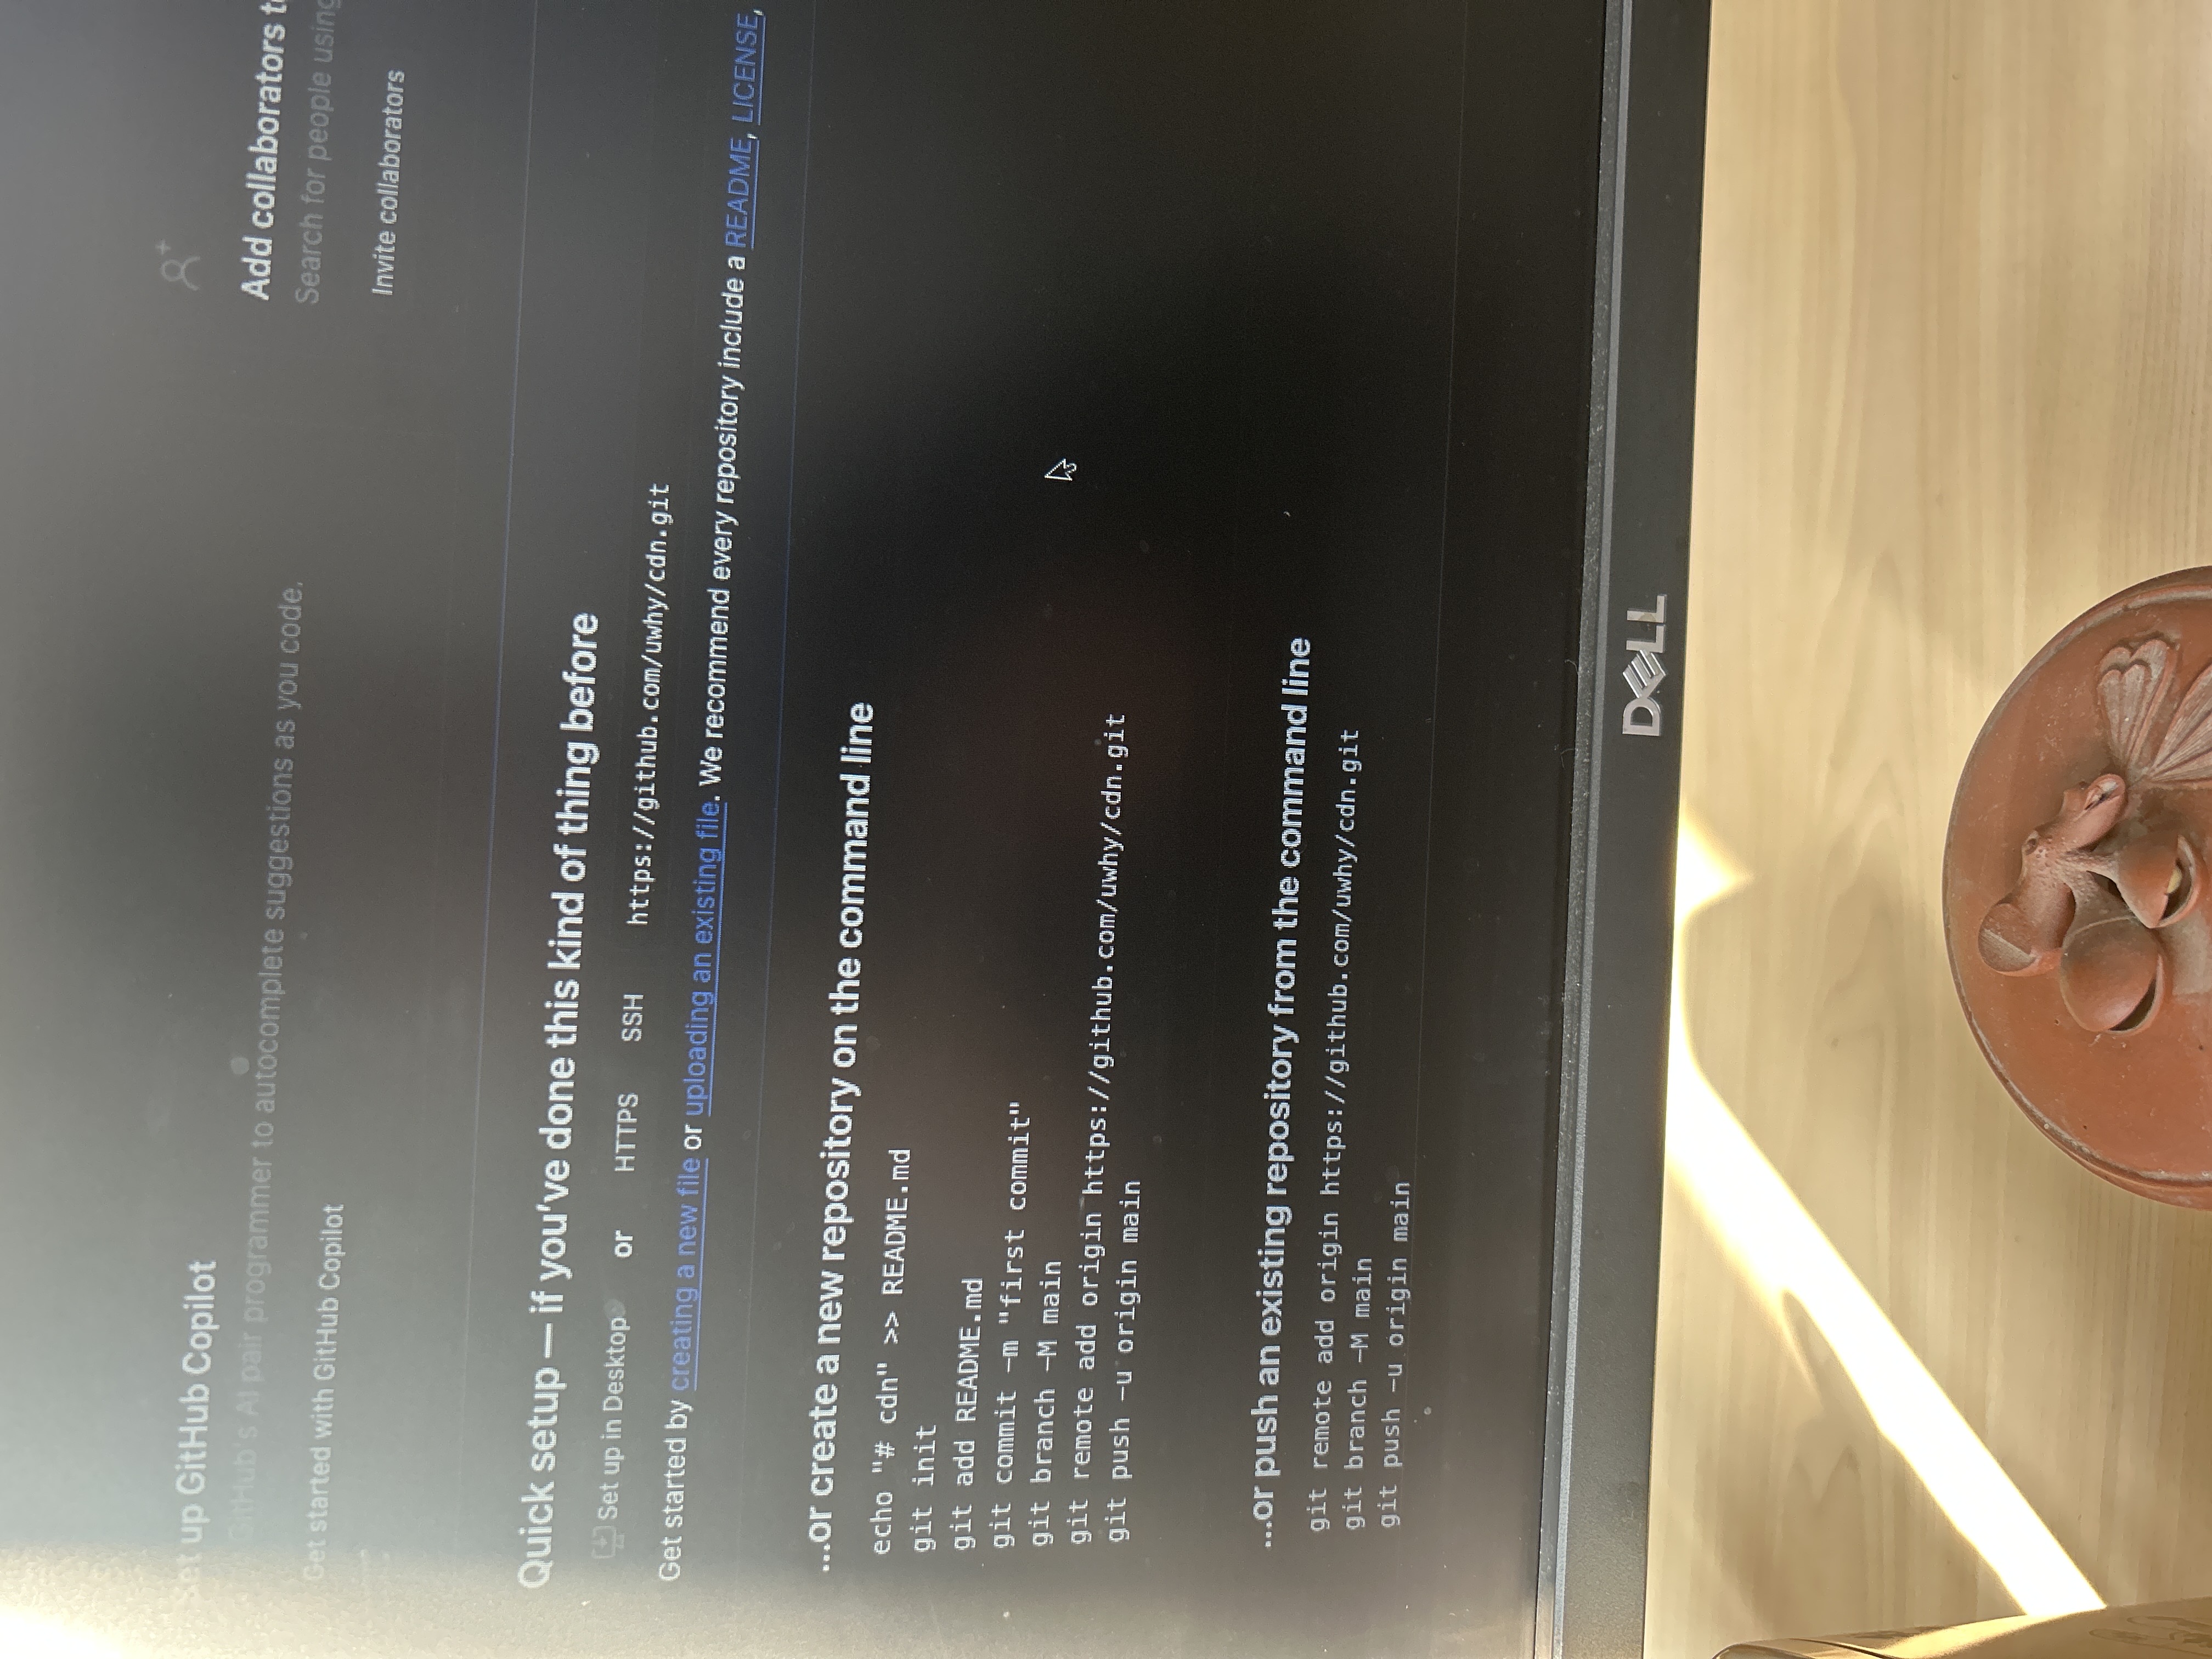 Set up GitHub Copilot
GitHub's AI pair programmer to autocomplete suggestions as you code.
Get started with GitHub Copilot
Add collaborators
Search for people using
Invite collaborators
Quick setup — if you've done this kind of thing before
Set up in Desktop or HTTPS SSH https://github.com/uwhy/cdn.git
Get started by creating a new file or uploading an existing file. We recommend every repository include a README, LICENSE,
...or create a new repository on the command line
echo "# cdn" >> README.md
git init
git add README.md
git commit -m "first commit"
git branch -M main
git remote add origin https://github.com/uwhy/cdn.git
git push -u origin main
...or push an existing repository from the command line
git remote add origin https://github.com/uwhy/cdn.git
git branch -M main
git push -u origin main
DELL